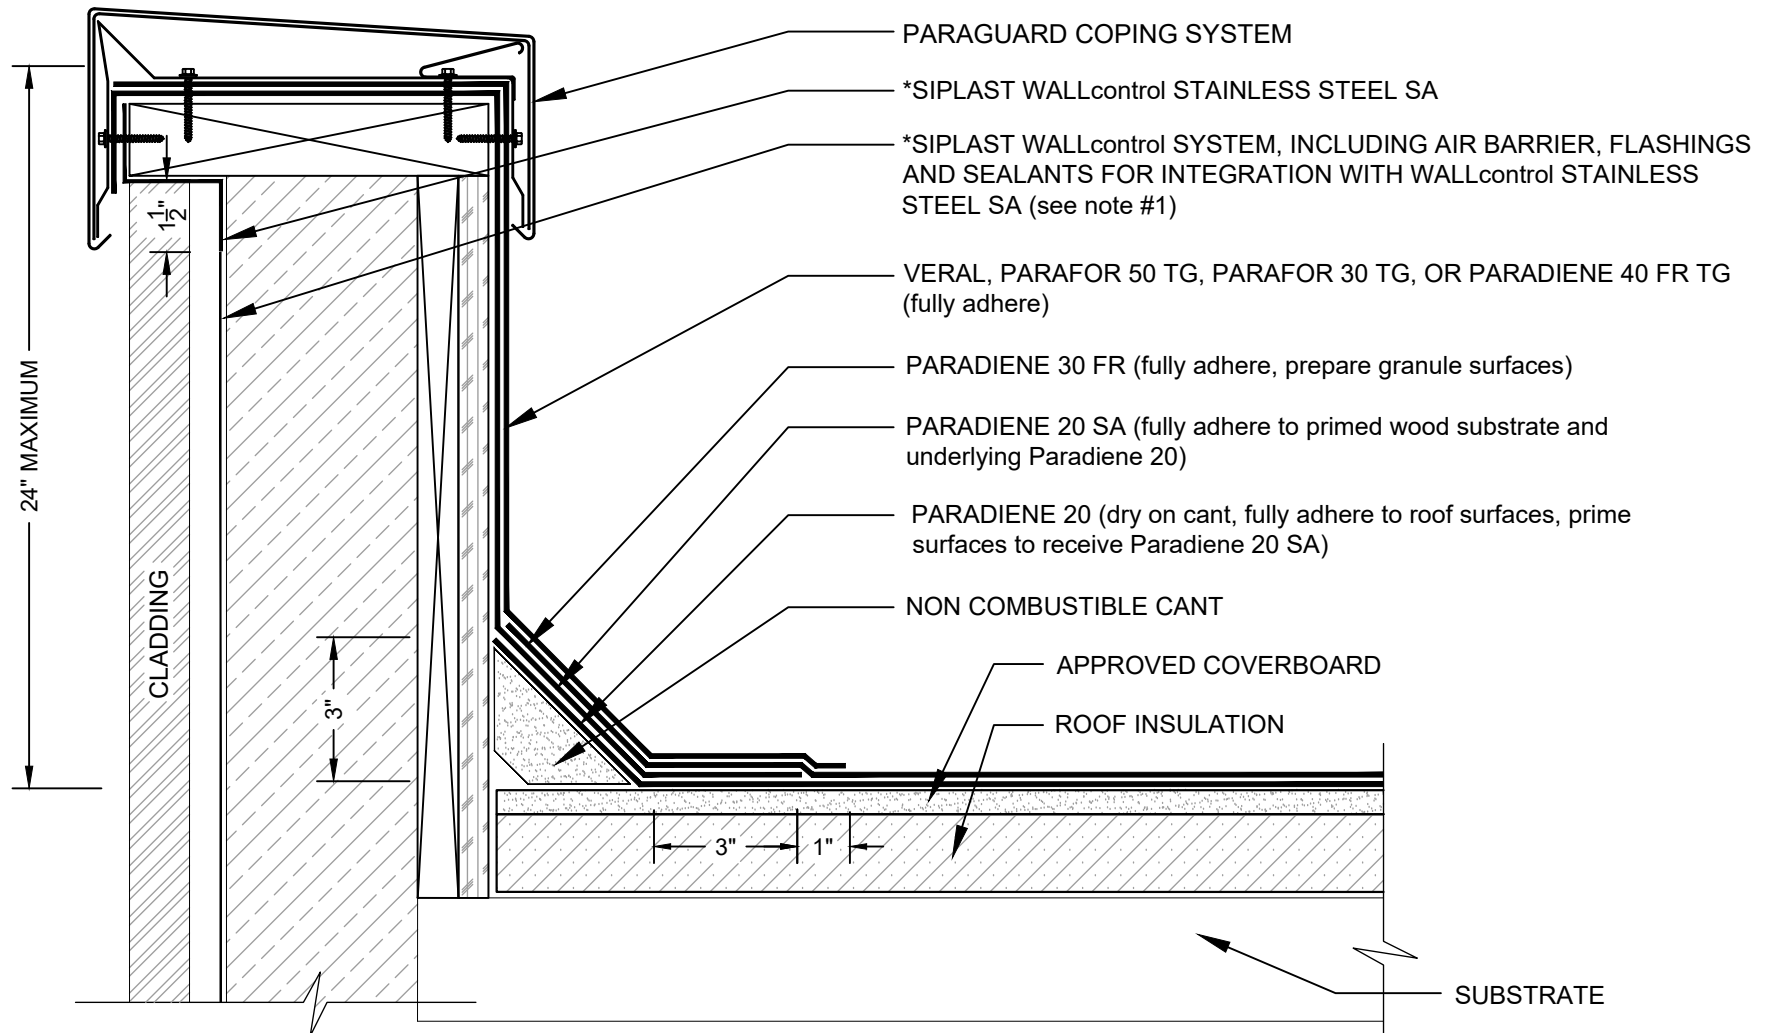 PARAGUARD COPING SYSTEM
*SIPLAST WALLcontrol STAINLESS STEEL SA
*SIPLAST WALLcontrol SYSTEM, INCLUDING AIR BARRIER, FLASHINGS
AND SEALANTS FOR INTEGRATION WITH WALLcontrol STAINLESS
STEEL SA (see note #1)
1 1/2"
VERAL, PARAFOR 50 TG, PARAFOR 30 TG, OR PARADIENE 40 FR TG
(fully adhere)
24" MAXIMUM
PARADIENE 30 FR (fully adhere, prepare granule surfaces)
PARADIENE 20 SA (fully adhere to primed wood substrate and
underlying Paradiene 20)
PARADIENE 20 (dry on cant, fully adhere to roof surfaces, prime
surfaces to receive Paradiene 20 SA)
NON COMBUSTIBLE CANT
CLADDING
3"
APPROVED COVERBOARD
ROOF INSULATION
3"
1"
SUBSTRATE